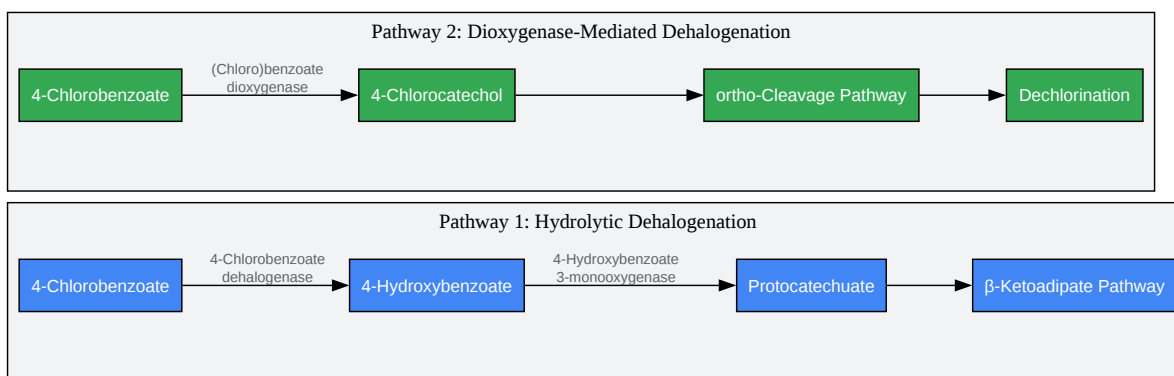 Pathway 2: Dioxygenase-Mediated Dehalogenation
4-Chlorobenzoate
(Chloro)benzoate
dioxygenase
4-Chlorocatechol
ortho-Cleavage Pathway
Dechlorination
Pathway 1: Hydrolytic Dehalogenation
4-Chlorobenzoate
4-Chlorobenzoate
dehalogenase
4-Hydroxybenzoate
4-Hydroxybenzoate
3-monooxygenase
Protocatechuate
β-Ketoadipate Pathway